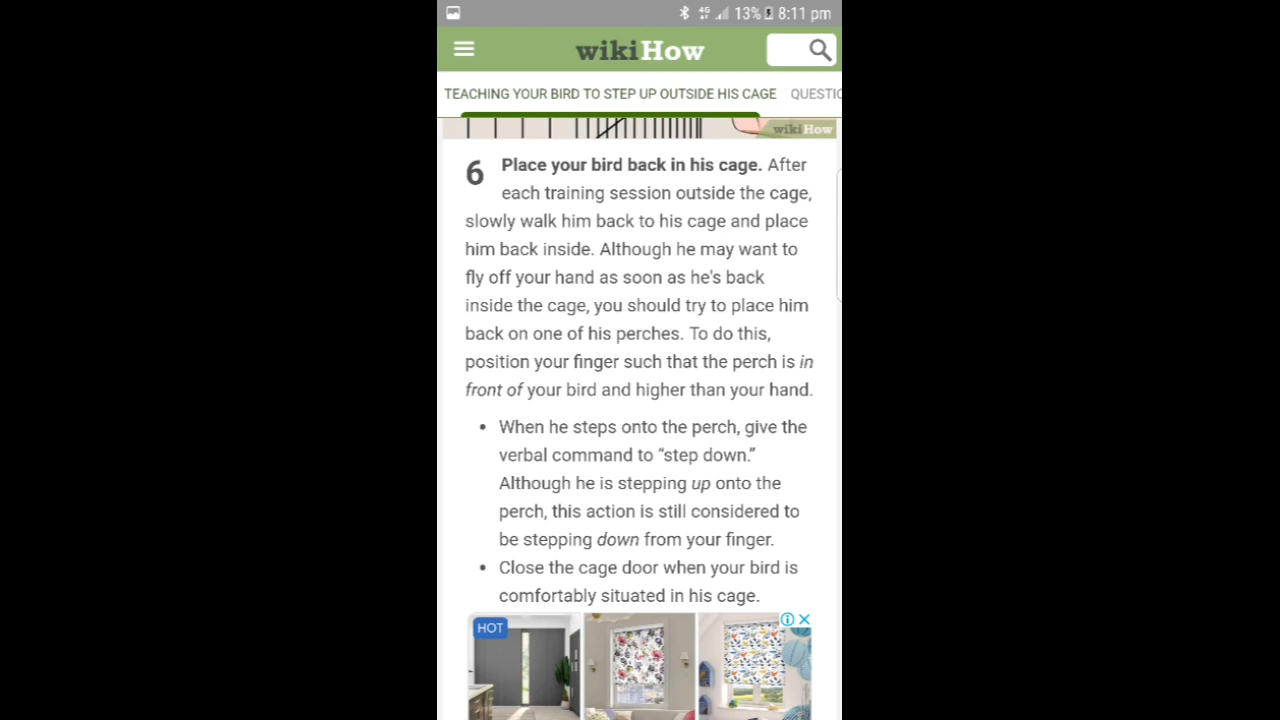 4G 13% 8:11 pm
wikiHow
TEACHING YOUR BIRD TO STEP UP OUTSIDE HIS CAGE QUESTIO
wikiHow
6 Place your bird back in his cage. After
each training session outside the cage,
slowly walk him back to his cage and place
him back inside. Although he may want to
fly off your hand as soon as he's back
inside the cage, you should try to place him
back on one of his perches. To do this,
position your finger such that the perch is in
front of your bird and higher than your hand.
• When he steps onto the perch, give the
verbal command to “step down.”
Although he is stepping up onto the
perch, this action is still considered to
be stepping down from your finger.
• Close the cage door when your bird is
comfortably situated in his cage.
HOT